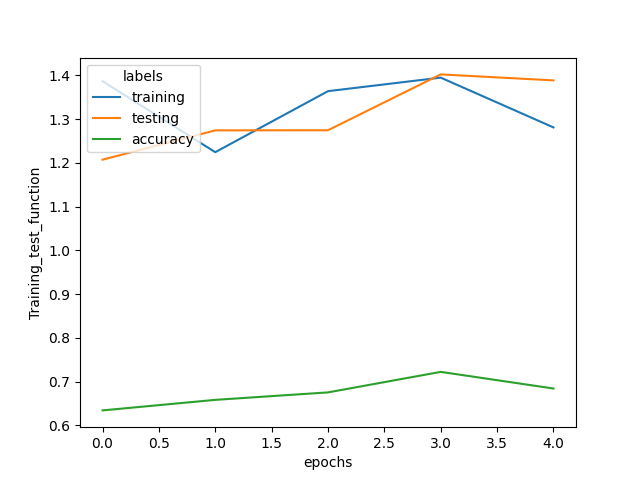 labels
training
testing
accuracy
Training_test_function
1.4
1.3
1.2
1.1
1.0
0.9
0.8
0.7
0.6
0.0 0.5 1.0 1.5 2.0 2.5 3.0 3.5 4.0
epochs